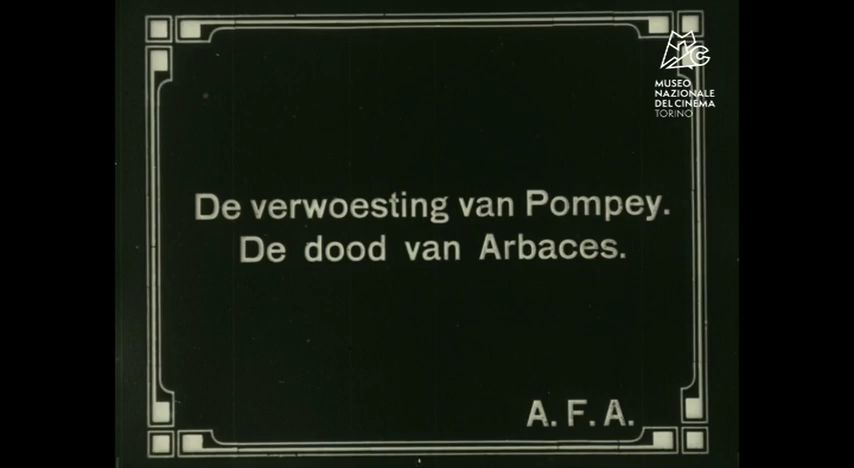 MUSEO
NAZIONALE
DEL CINEMA
TORINO
De verwoesting van Pompey.
De dood van Arbaces.
A. F. A.